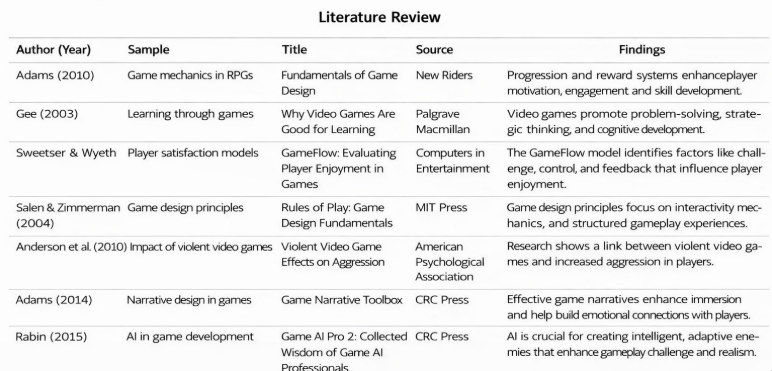 Literature Review
Author (Year) Sample Title Source Findings
Adams (2010) Game mechanics in RPGs Fundamentals of Game New Riders Progression and reward systems enhanceplayer
Design motivation, engagement and skill development.
Gee (2003) Learning through games Why Video Games Are Palgrave Video games promote problem-solving, strate-
Good for Learning Macmillan gic thinking, and cognitive development.
Sweetser & Wyeth Player satisfaction models GameFlow: Evaluating Computers in The GameFlow model identifies factors like chall-
Player Enjoyment in Entertainment enge, control, and feedback that influence player
Games enjoyment.
Salen & Zimmerman Game design principles Rules of Play: Game MIT Press Game design principles focus on interactivity mec-
(2004) Design Fundamentals hanics, and structured gameplay experiences.
Anderson et al. (2010) Impact of violent video games Violent Video Game American Research shows a link between violent video ga-
Effects on Aggression Psychological mes and increased aggression in players.
Association
Adams (2014) Narrative design in games Game Narrative Toolbox CRC Press Effective game narratives enhance immersion
and help build emotional connections with players.
Rabin (2015) AI in game development Game AI Pro 2: Collected CRC Press AI is crucial for creating intelligent, adaptive ene-
Wisdom of Game AI mies that enhance gameplay challenge and realism.
Professionals